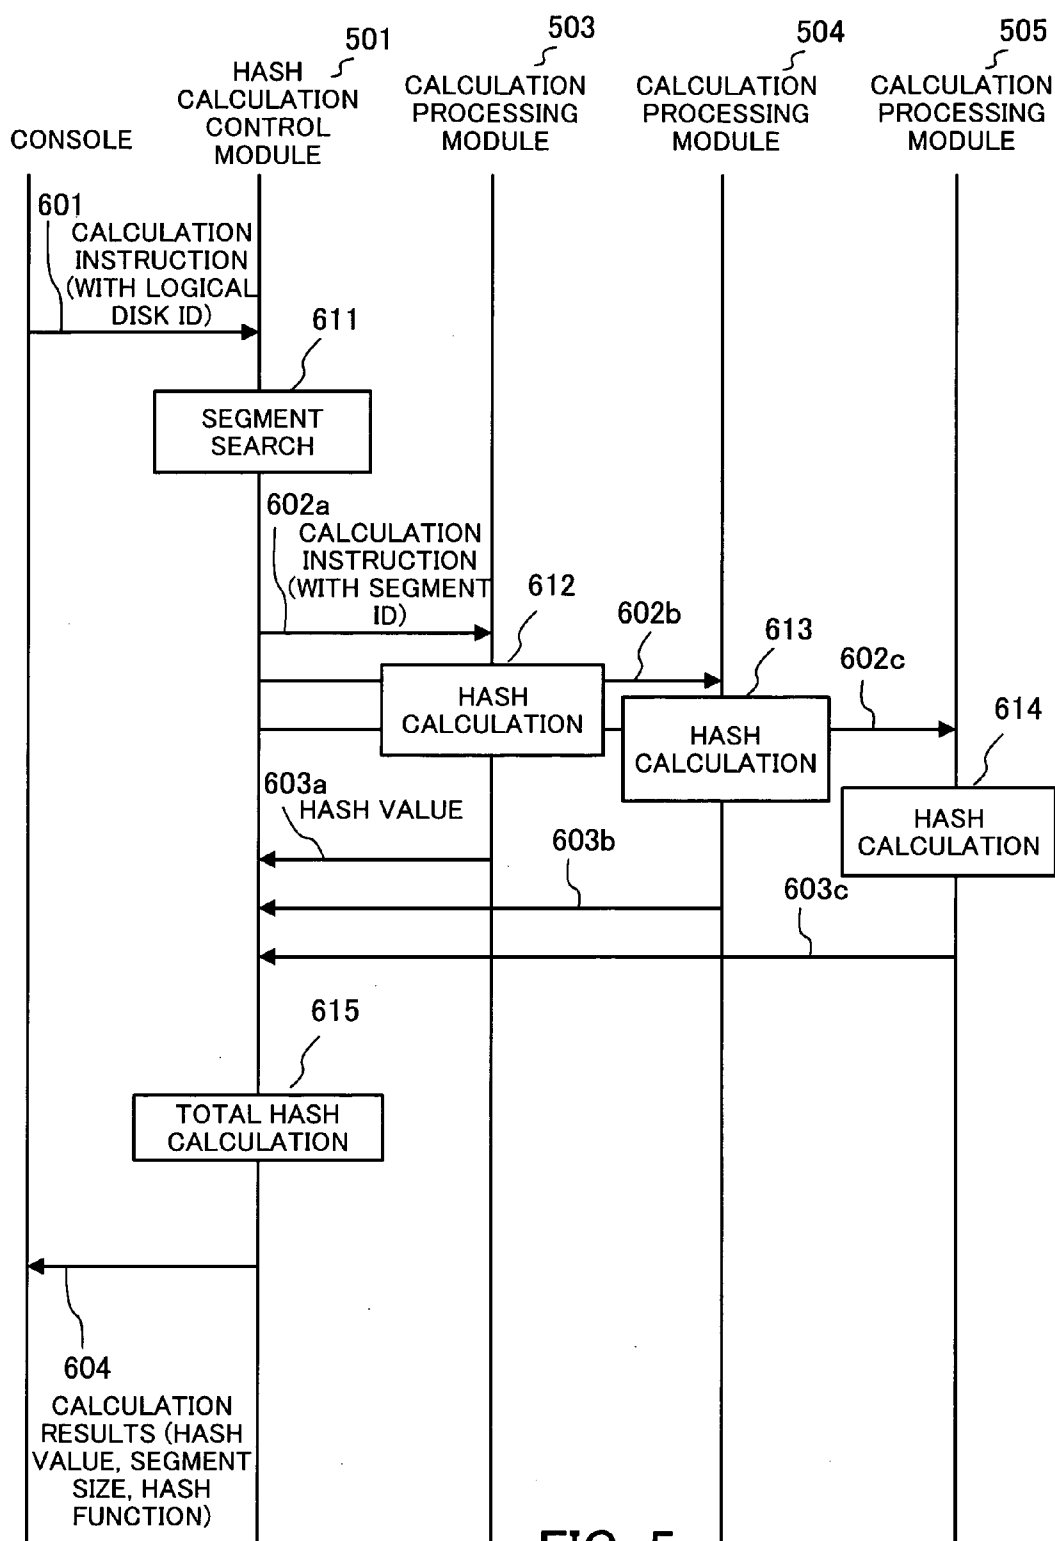 501
HASH
CALCULATION
CONTROL
MODULE
503
CALCULATION
PROCESSING
MODULE
504
CALCULATION
PROCESSING
MODULE
505
CALCULATION
PROCESSING
MODULE
CONSOLE
601
CALCULATION
INSTRUCTION
(WITH LOGICAL
DISK ID)
611
SEGMENT
SEARCH
602a
CALCULATION
INSTRUCTION
(WITH SEGMENT
ID)
612
602b
613
602c
614
HASH
CALCULATION
HASH
CALCULATION
HASH
CALCULATION
603a
HASH VALUE
603b
603c
615
TOTAL HASH
CALCULATION
604
CALCULATION
RESULTS (HASH
VALUE, SEGMENT
SIZE, HASH
FUNCTION)
FIG. 5